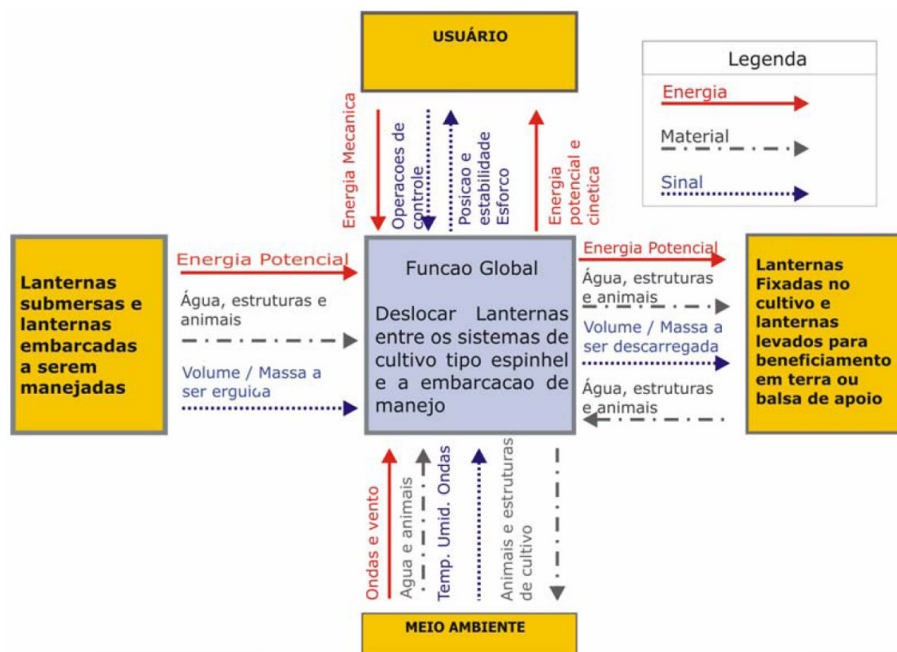 USUÁRIO
Legenda
Energia
Material
Sinal
Energia Mecanica
Operacoes de
controle
Posicao e
estabilidade
Esforco
Energia
potencial e
cinetica
Lanternas
submersas e
lanternas
embarcadas
a serem
manejadas
Energia Potencial
Água, estruturas e
animais
Volume / Massa a
ser erguida
Funcao Global
Deslocar Lanternas
entre os sistemas de
cultivo tipo espinhel
e a embarcacao de
manejo
Energia Potencial
Água, estruturas
e animais
Volume / Massa a
ser descarregada
Água, estruturas
e animais
Lanternas
Fixadas no
cultivo e
lanternas
levados para
beneficiamento
em terra ou
balsa de apoio
Ondas e vento
Agua e animais
Temp. Umid. Ondas
Animais e estruturas
de cultivo
MEIO AMBIENTE